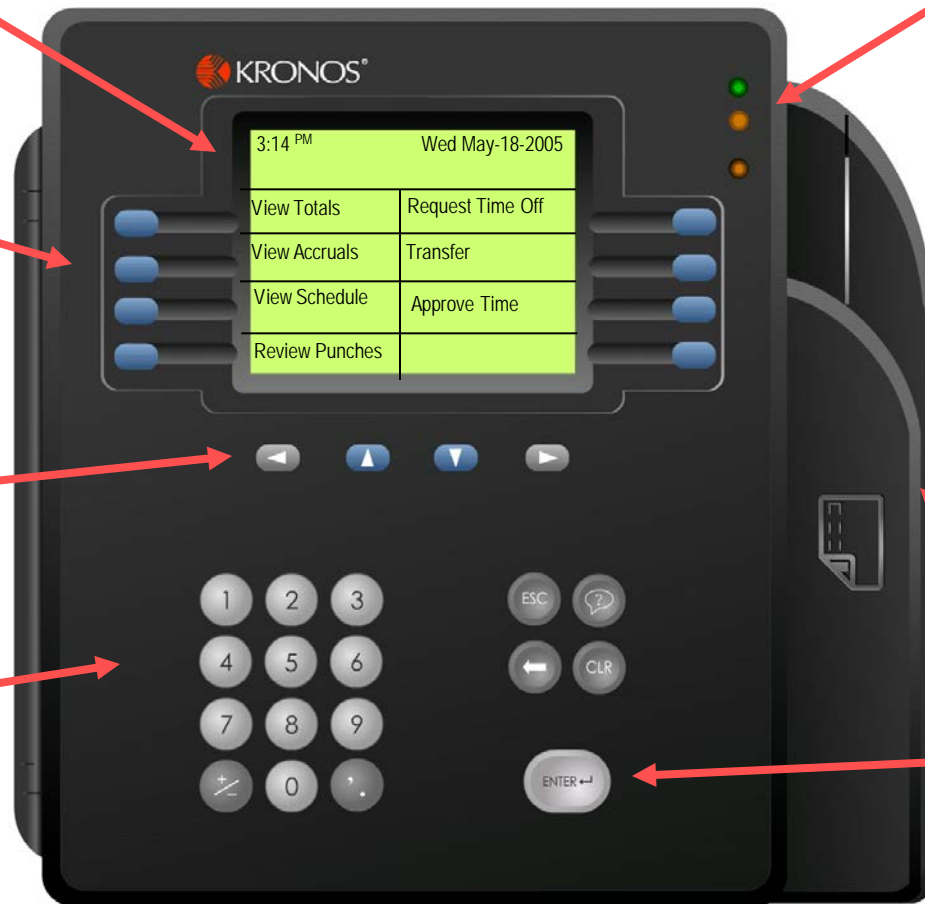 KRONOS®
3:14 PM Wed May-18-2005
View Totals Request Time Off
View Accruals Transfer
View Schedule Approve Time
Review Punches
1 2 3
ESC ?
4 5 6
CLR
7 8 9
+/- 0 , .
ENTER